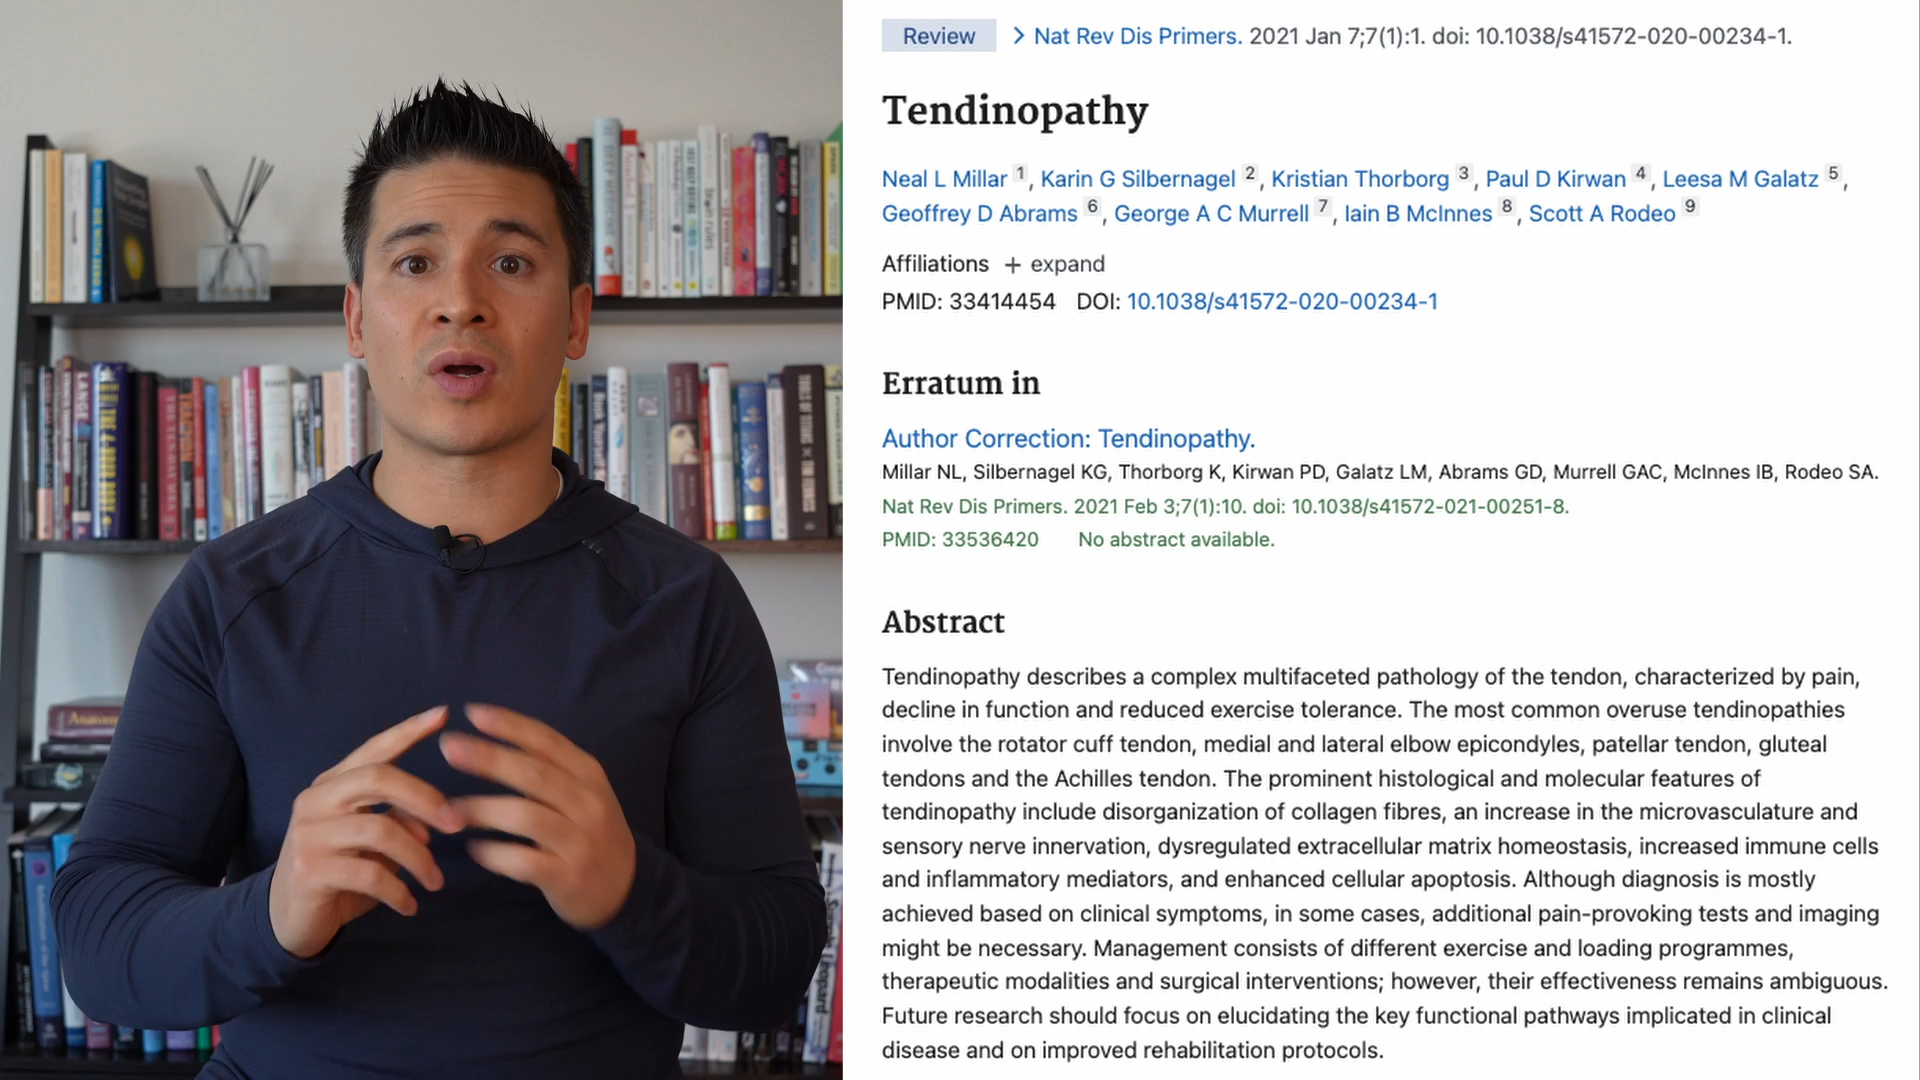 Review > Nat Rev Dis Primers. 2021 Jan 7;7(1):1. doi: 10.1038/s41572-020-00234-1.
Tendinopathy
Neal L Millar 1, Karin G Silbernagel 2, Kristian Thorborg 3, Paul D Kirwan 4, Leesa M Galatz 5,
Geoffrey D Abrams 6, George A C Murrell 7, Iain B McInnes 8, Scott A Rodeo 9
Affiliations + expand
PMID: 33414454 DOI: 10.1038/s41572-020-00234-1
Erratum in
Author Correction: Tendinopathy.
Millar NL, Silbernagel KG, Thorborg K, Kirwan PD, Galatz LM, Abrams GD, Murrell GAC, McInnes IB, Rodeo SA.
Nat Rev Dis Primers. 2021 Feb 3;7(1):10. doi: 10.1038/s41572-021-00251-8.
PMID: 33536420 No abstract available.
Abstract
Tendinopathy describes a complex multifaceted pathology of the tendon, characterized by pain,
decline in function and reduced exercise tolerance. The most common overuse tendinopathies
involve the rotator cuff tendon, medial and lateral elbow epicondyles, patellar tendon, gluteal
tendons and the Achilles tendon. The prominent histological and molecular features of
tendinopathy include disorganization of collagen fibres, an increase in the microvasculature and
sensory nerve innervation, dysregulated extracellular matrix homeostasis, increased immune cells
and inflammatory mediators, and enhanced cellular apoptosis. Although diagnosis is mostly
achieved based on clinical symptoms, in some cases, additional pain-provoking tests and imaging
might be necessary. Management consists of different exercise and loading programmes,
therapeutic modalities and surgical interventions; however, their effectiveness remains ambiguous.
Future research should focus on elucidating the key functional pathways implicated in clinical
disease and on improved rehabilitation protocols.